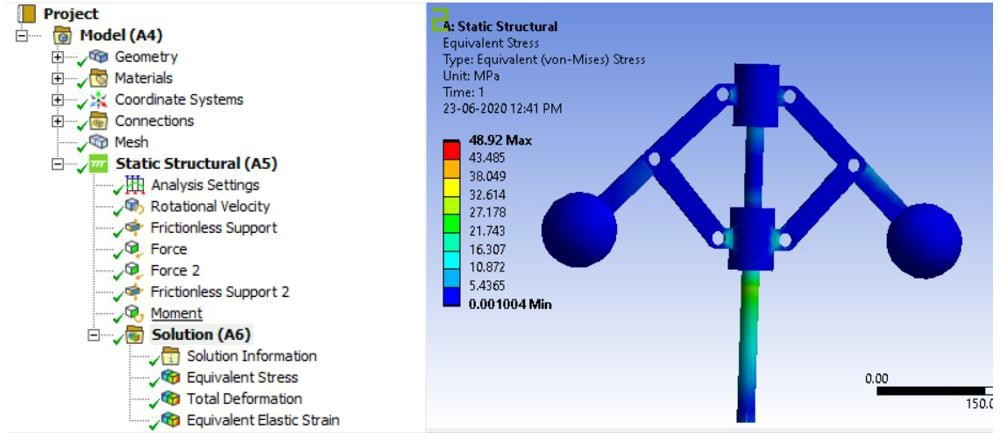 Project
Model (A4)
Geometry
Materials
Coordinate Systems
Connections
Mesh
Static Structural (A5)
Analysis Settings
Rotational Velocity
Frictionless Support
Force
Force 2
Frictionless Support 2
Moment
Solution (A6)
Solution Information
Equivalent Stress
Total Deformation
Equivalent Elastic Strain
A: Static Structural
Equivalent Stress
Type: Equivalent (von-Mises) Stress
Unit: MPa
Time: 1
23-06-2020 12:41 PM
48.92 Max
43.485
38.049
32.614
27.178
21.743
16.307
10.872
5.4365
0.001004 Min
0.00
150.0